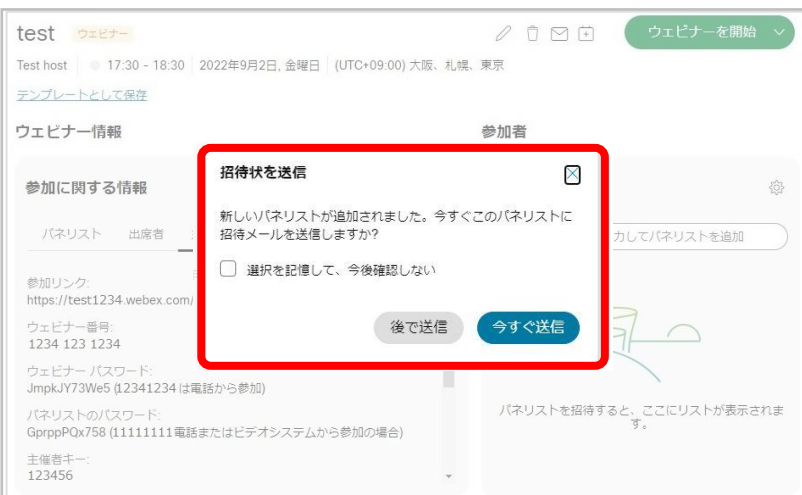 test ウェビナー
ウェビナーを開始
Test host 17:30 - 18:30 2022年9月2日, 金曜日 (UTC+09:00) 大阪、札幌、東京
テンプレートとして保存
ウェビナー情報
参加者
参加に関する情報
パネリスト 出席者
力してパネリストを追加
招待状を送信
新しいパネリストが追加されました。今すぐこのパネリストに
招待メールを送信しますか?
選択を記憶して、今後確認しない
後で送信 今すぐ送信
参加リンク:
https://test1234.webex.com/
ウェビナー番号:
1234 123 1234
ウェビナー パスワード:
JmpkJY73We5 (12341234 は電話から参加)
パネリストのパスワード:
GprppPQx758 (11111111電話またはビデオシステムから参加の場合)
主催者キー:
123456
パネリストを招待すると、ここにリストが表示されま
す。